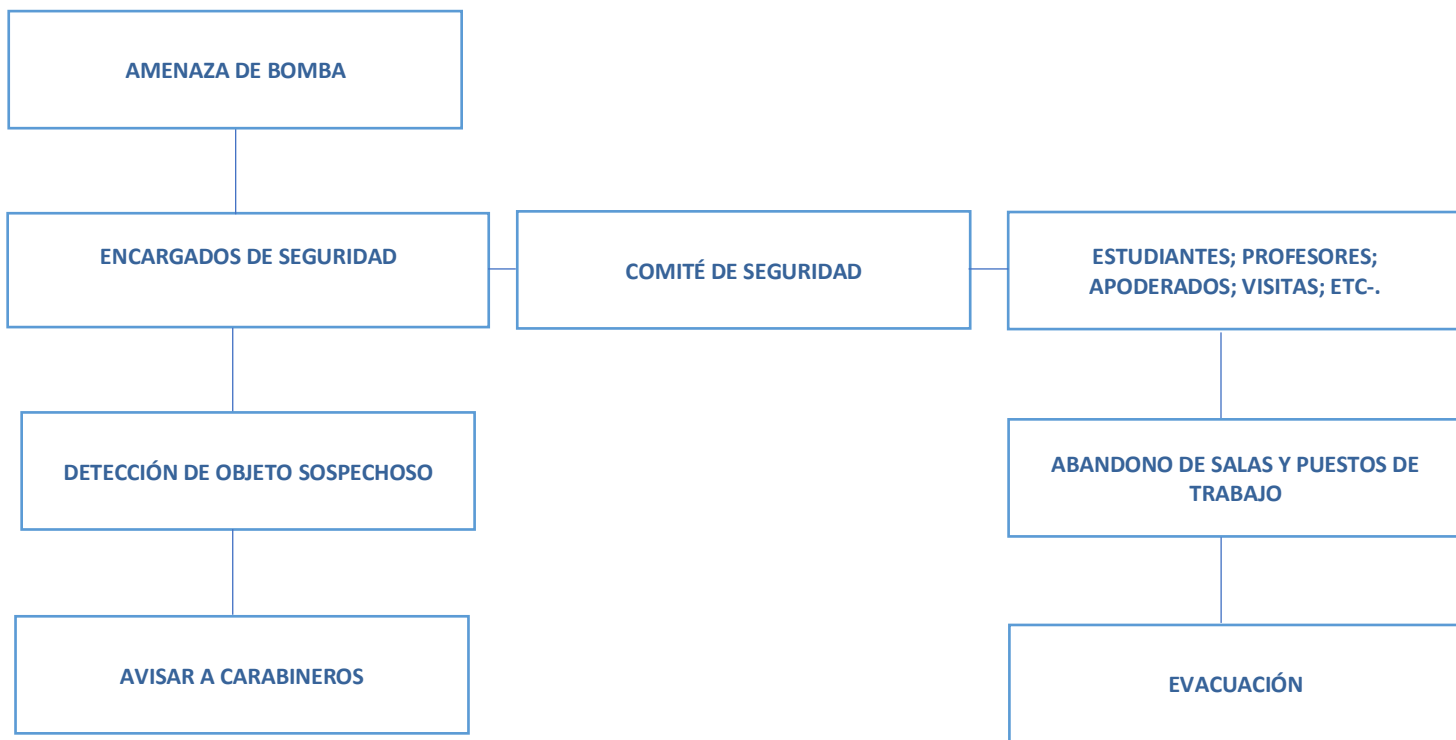 AMENAZA DE BOMBA
ENCARGADOS DE SEGURIDAD
COMITÉ DE SEGURIDAD
ESTUDIANTES; PROFESORES;
APODERADOS; VISITAS; ETC-.
DETECCIÓN DE OBJETO SOSPECHOSO
ABANDONO DE SALAS Y PUESTOS DE
TRABAJO
AVISAR A CARABINEROS
EVACUACIÓN